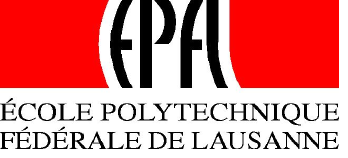 EPFL
ÉCOLE POLYTECHNIQUE
FÉDÉRALE DE LAUSANNE